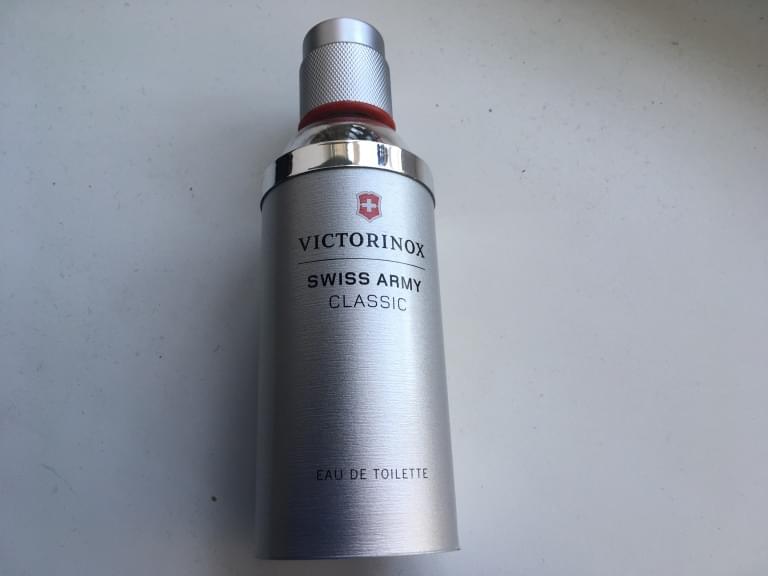 VICTORINOX
SWISS ARMY
CLASSIC
EAU DE TOILETTE